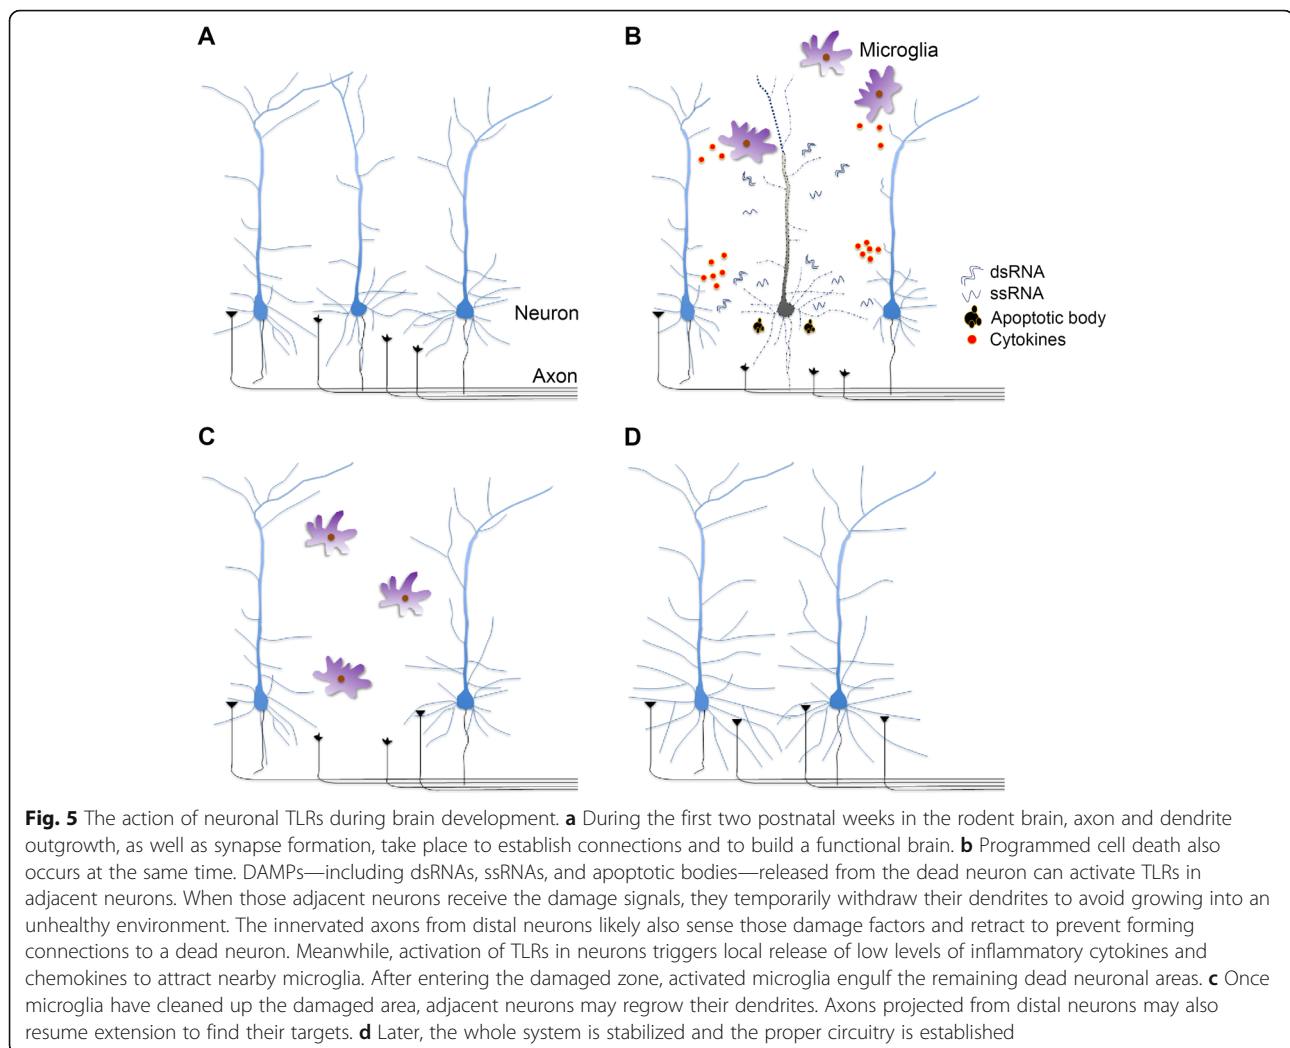 A
B
Microglia
Neuron
Axon
dsRNA
ssRNA
Apoptotic body
Cytokines
C
D
Fig. 5 The action of neuronal TLRs during brain development. a During the first two postnatal weeks in the rodent brain, axon and dendrite
outgrowth, as well as synapse formation, take place to establish connections and to build a functional brain. b Programmed cell death also
occurs at the same time. DAMPs—including dsRNAs, ssRNAs, and apoptotic bodies—released from the dead neuron can activate TLRs in
adjacent neurons. When those adjacent neurons receive the damage signals, they temporarily withdraw their dendrites to avoid growing into an
unhealthy environment. The innervated axons from distal neurons likely also sense those damage factors and retract to prevent forming
connections to a dead neuron. Meanwhile, activation of TLRs in neurons triggers local release of low levels of inflammatory cytokines and
chemokines to attract nearby microglia. After entering the damaged zone, activated microglia engulf the remaining dead neuronal areas. c Once
microglia have cleaned up the damaged area, adjacent neurons may regrow their dendrites. Axons projected from distal neurons may also
resume extension to find their targets. d Later, the whole system is stabilized and the proper circuitry is established